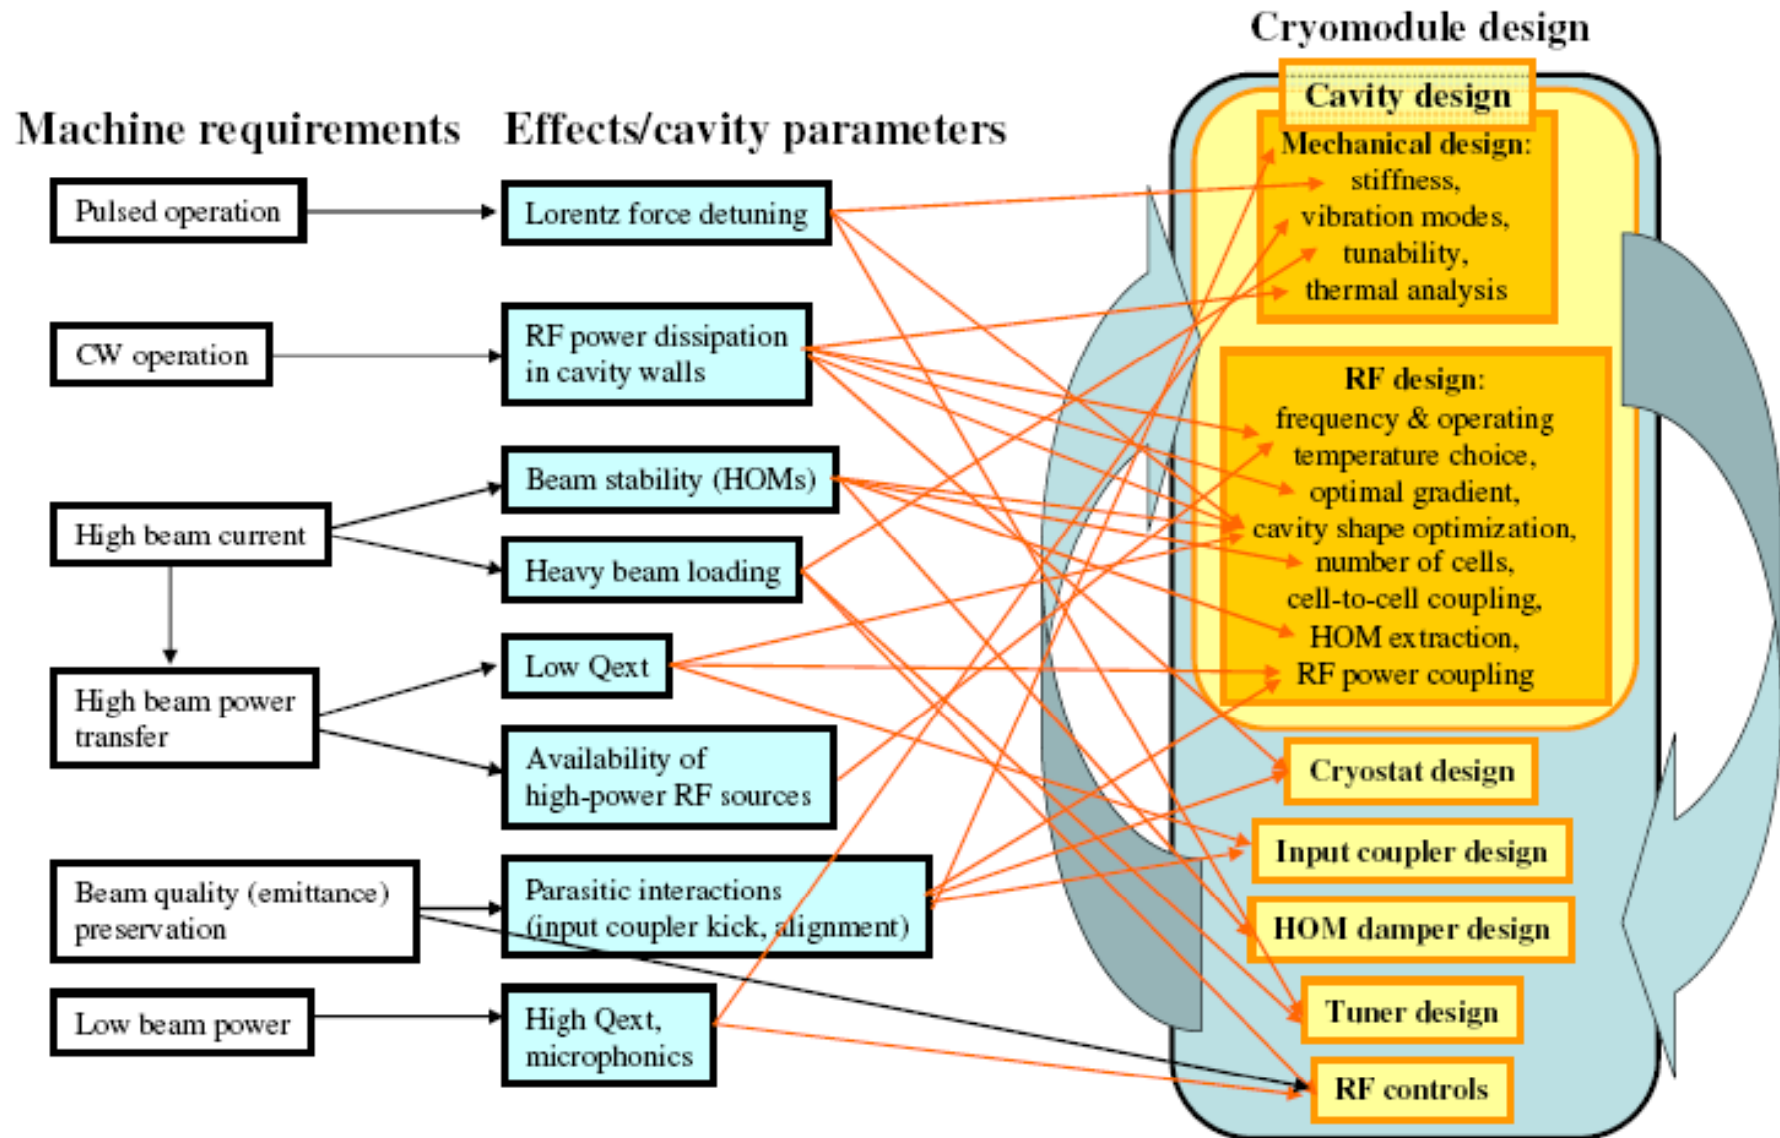 Cryomodule design
Machine requirements
Effects/cavity parameters
Pulsed operation
CW operation
High beam current
High beam power
transfer
Beam quality (emittance)
preservation
Low beam power
Lorentz force detuning
RF power dissipation
in cavity walls
Beam stability (HOMs)
Heavy beam loading
Low Qext
Availability of
high-power RF sources
Parasitic interactions
(input coupler kick, alignment)
High Qext,
microphonics
Cavity design
Mechanical design:
stiffness,
vibration modes,
tunability,
thermal analysis
RF design:
frequency & operating
temperature choice,
optimal gradient,
cavity shape optimization,
number of cells,
cell-to-cell coupling,
HOM extraction,
RF power coupling
Cryostat design
Input coupler design
HOM damper design
Tuner design
RF controls